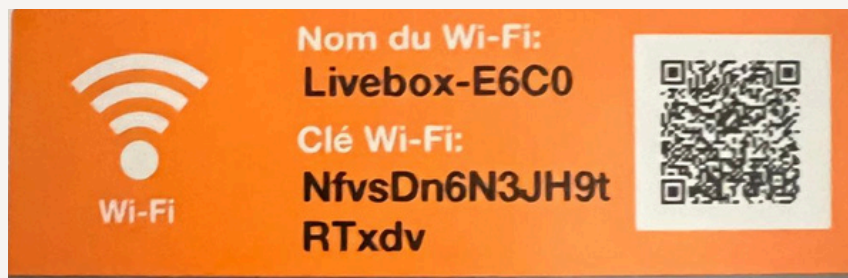 Nom du Wi-Fi:
Livebox-E6C0
Clé Wi-Fi:
NfvsDn6N3JH9t
RTxdv
Wi-Fi